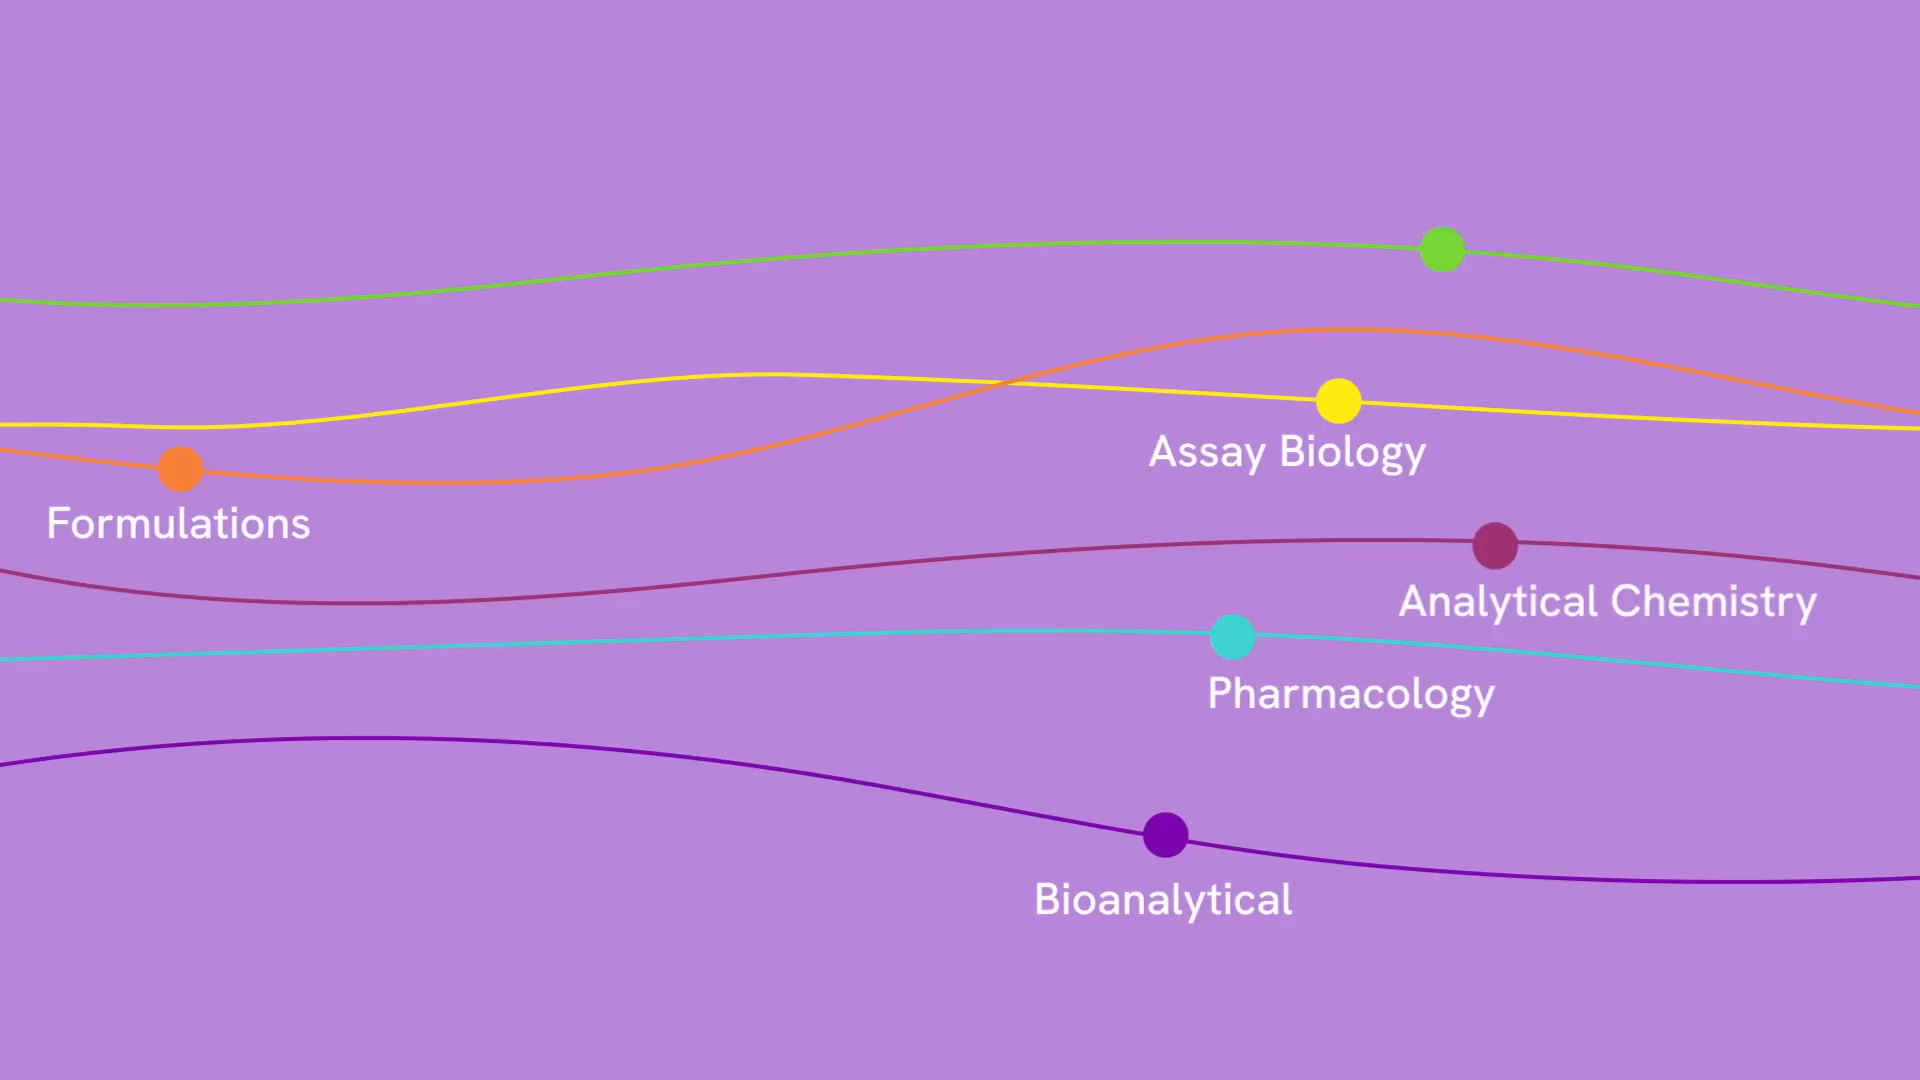 Assay Biology
Formulations
Analytical Chemistry
Pharmacology
Bioanalytical